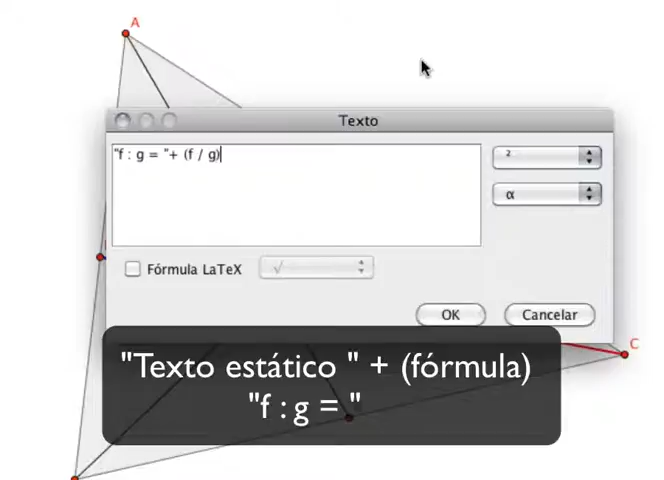 A
Texto
"f : g = "+ (f / g)
2
α
Fórmula LaTeX
√
OK
Cancelar
C
"Texto estático " + (fórmula)
"f : g = "